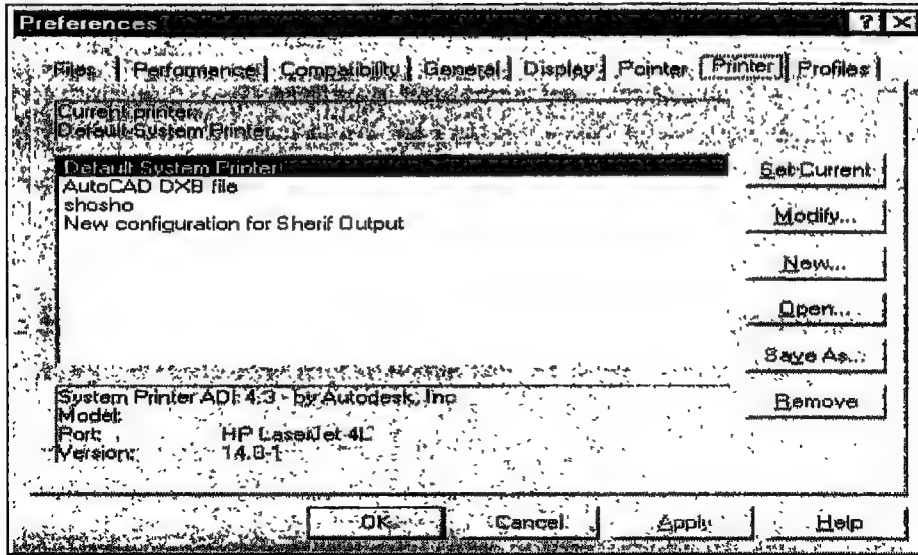 Preferences
Files Performance Compatibility General Display Pointer Printer Profiles
Current printer:
Default System Printer
Default System Printer
AutoCAD DXB file
shosho
New configuration for Sherif Output
Set Current
Modify...
New...
Open...
Save As...
Remove
System Printer ADI 4.3 - by Autodesk, Inc
Model:
Port: HP LaserJet 4L
Version: 14.0-1
OK Cancel Apply Help